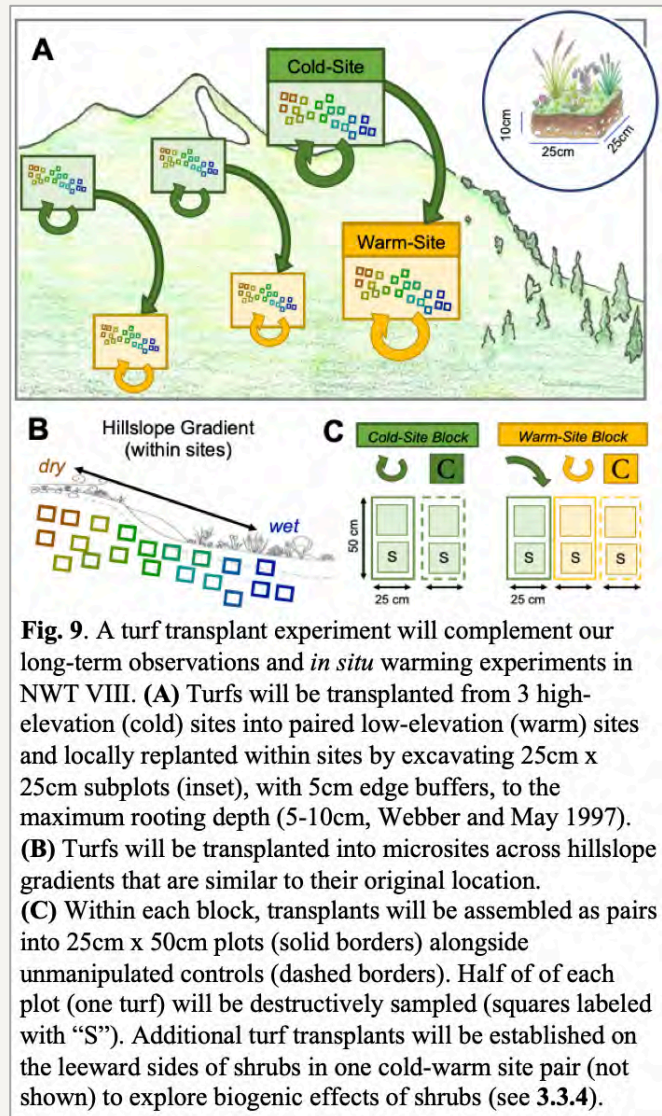 A
Cold-Site
10cm
25cm
25cm
Warm-Site
B
Hillslope Gradient
(within sites)
dry
wet
C
Cold-Site Block
Warm-Site Block
C
C
50 cm
S
S
S
S
S
25 cm
25 cm
Fig. 9. A turf transplant experiment will complement our
long-term observations and in situ warming experiments in
NWT VIII. (A) Turfs will be transplanted from 3 high-
elevation (cold) sites into paired low-elevation (warm) sites
and locally replanted within sites by excavating 25cm x
25cm subplots (inset), with 5cm edge buffers, to the
maximum rooting depth (5-10cm, Webber and May 1997).
(B) Turfs will be transplanted into microsites across hillslope
gradients that are similar to their original location.
(C) Within each block, transplants will be assembled as pairs
into 25cm x 50cm plots (solid borders) alongside
unmanipulated controls (dashed borders). Half of of each
plot (one turf) will be destructively sampled (squares labeled
with “S”). Additional turf transplants will be established on
the leeward sides of shrubs in one cold-warm site pair (not
shown) to explore biogenic effects of shrubs (see 3.3.4).